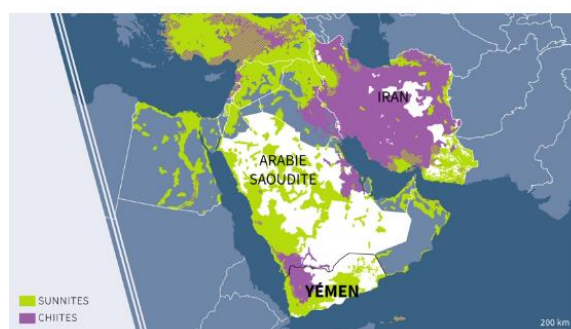 IRAN
ARABIE
SAOUDITE
YÉMEN
SUNNITES
CHIITES
200 km